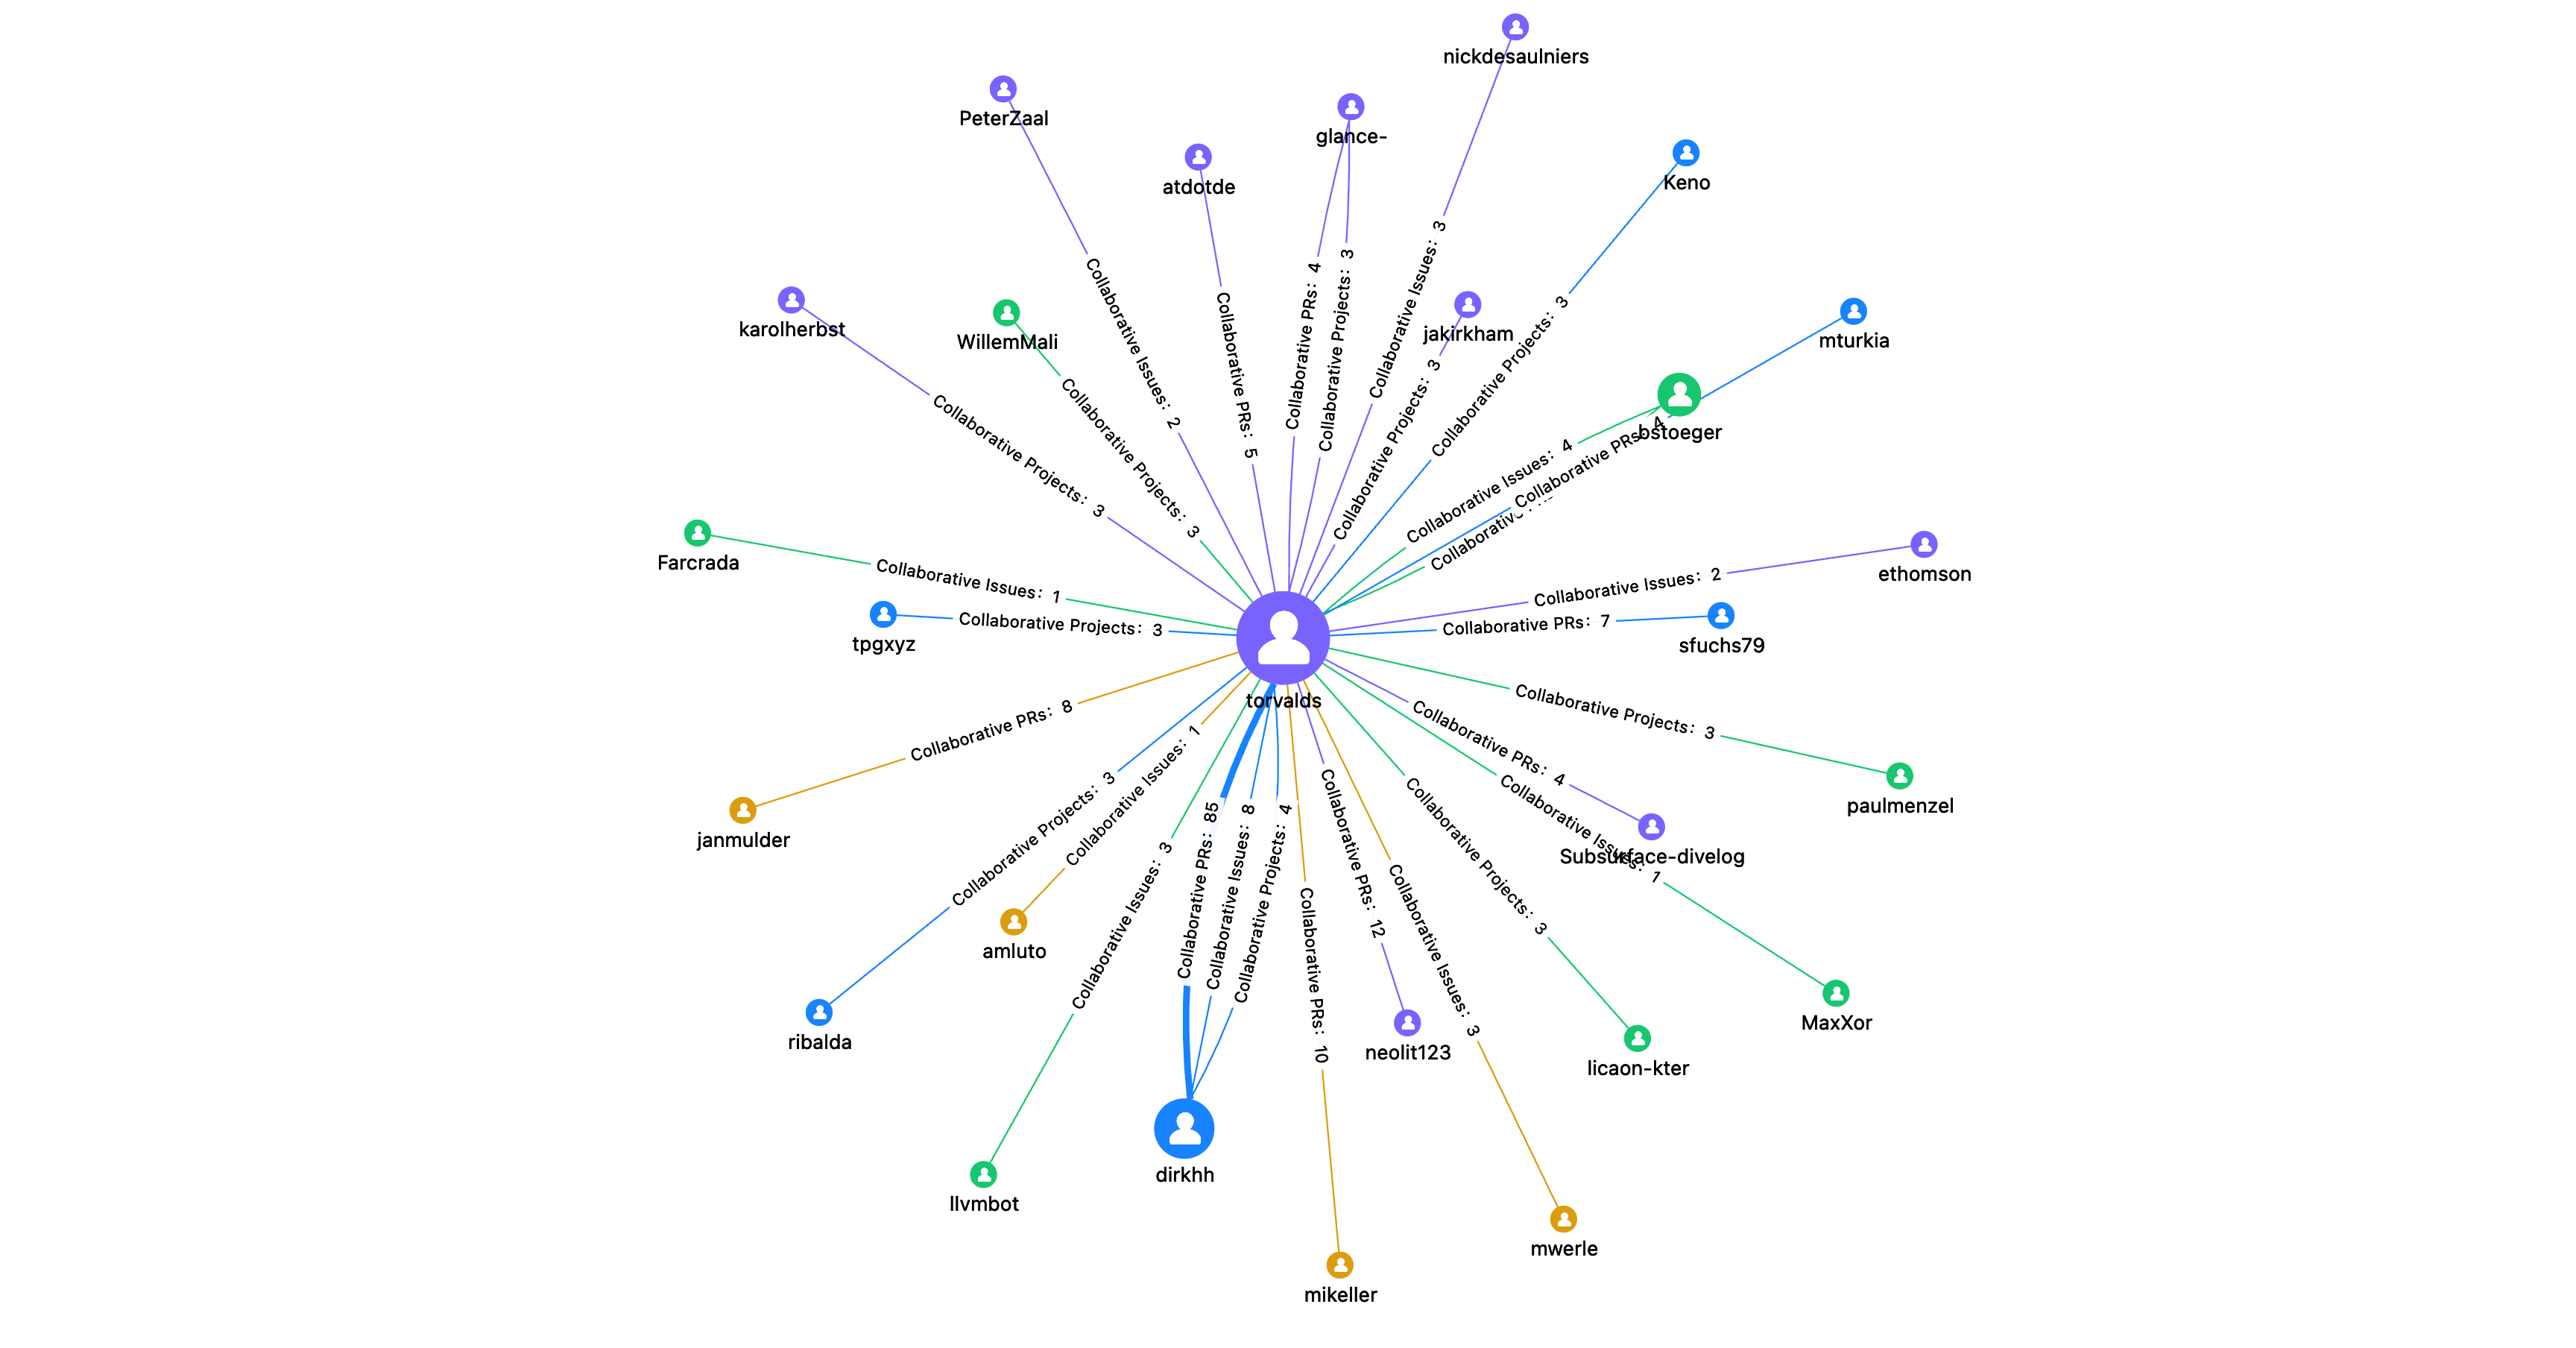 nickdesaulniers
PeterZaal
glance-
atdotde
Keno
karolherbst
WillemMali
jakirkham
mturkia
bstoeger
Collaborative Issues: 2
Collaborative PRs: 5
Collaborative PRs: 4
Collaborative Projects: 3
Collaborative Issues: 3
Collaborative Projects: 3
Collaborative Projects: 3
Collaborative Projects: 3
Collaborative Projects: 3
Collaborative Issues: 4
Collaborative PRs: 4
Collaborative
Farcrada
Collaborative Issues: 1
ethomson
Collaborative Issues: 2
tpgxyz
Collaborative Projects: 3
Collaborative PRs: 7
sfuchs79
torvalds
Collaborative PRs: 8
janmulder
Collaborative Projects: 3
paulmenzel
Collaborative PRs: 4
Subsurface-divelog
Collaborative Issues: 1
MaxXor
Collaborative Projects: 3
ribalda
Collaborative Issues: 1
amluto
Collaborative Issues: 3
llvmbot
Collaborative PRs: 85
Collaborative Issues: 8
Collaborative Projects: 4
dirkhh
Collaborative PRs: 10
mikeller
Collaborative PRs: 12
neolit123
Collaborative Issues: 3
mwerle
Collaborative Projects: 3
licaon-kter